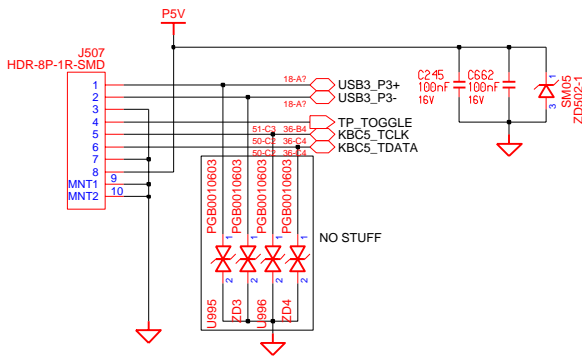 P5V
J507
HDR-8P-1R-SMD
1
2
3
4
5
6
7
8
MNT1 9
MNT2 10
18-A? USB3_P3+
USB3_P3-
18-A?
TP_TOGGLE
51-C3 36-B4 KBC5_TCLK
50-C2 36-C4 KBC5_TDATA
50-C2 36-C4
C245
100nF
16V
C662
100nF
16V
1
3
SM05
ZD502-1
PGB0010603
PGB0010603
PGB0010603
PGB0010603
1
1
1
1
2
2
2
2
U995
ZD3
U996
ZD4
NO STUFF